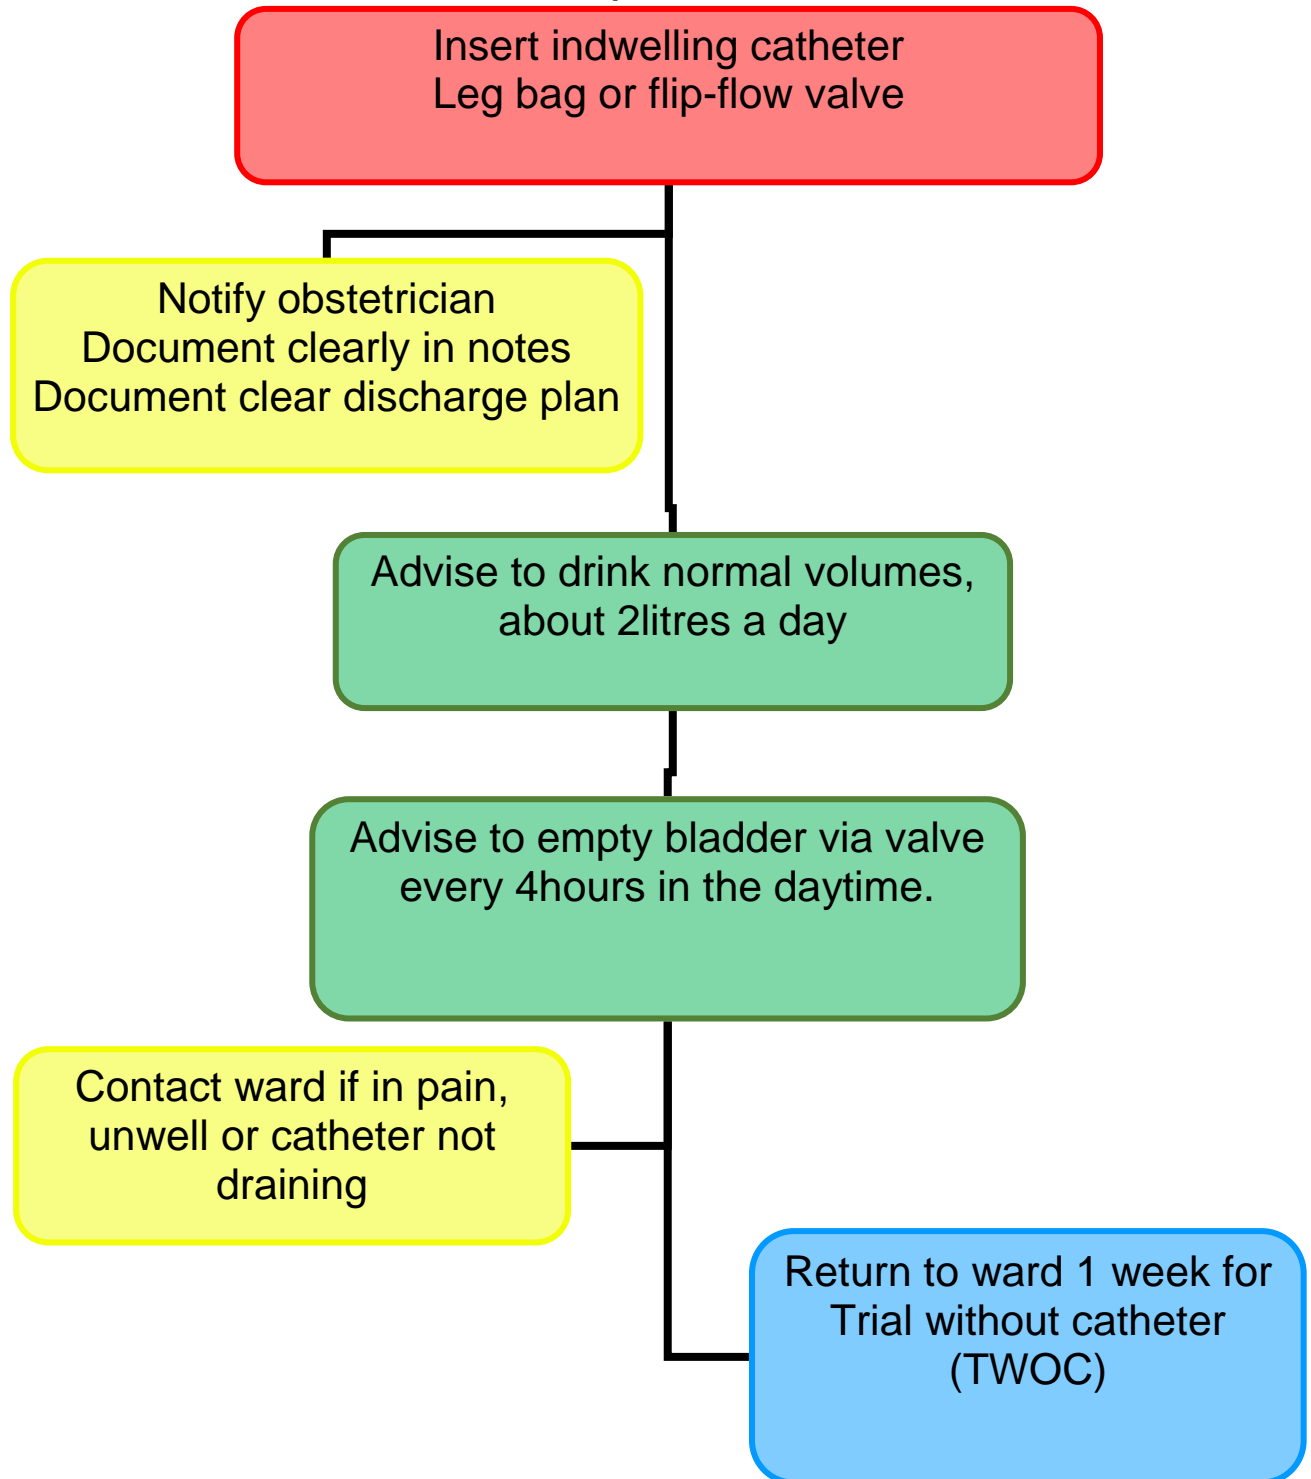 Insert indwelling catheter
Leg bag or flip-flow valve
Notify obstetrician
Document clearly in notes
Document clear discharge plan
Advise to drink normal volumes,
about 2litres a day
Advise to empty bladder via valve
every 4hours in the daytime.
Contact ward if in pain,
unwell or catheter not
draining
Return to ward 1 week for
Trial without catheter
(TWOC)